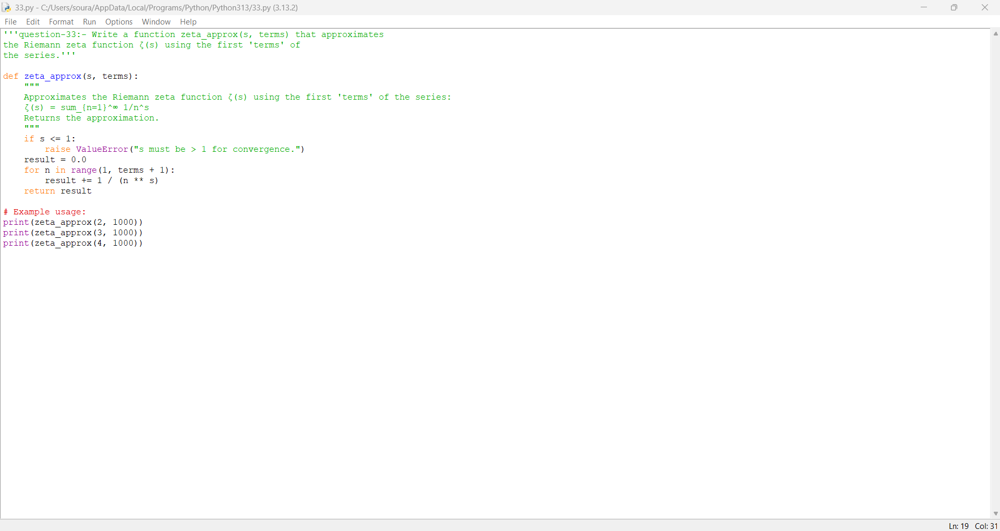 33.py - C:/Users/soura/AppData/Local/Programs/Python/Python313/33.py (3.13.2)
File Edit Format Run Options Window Help
'''question-33:- Write a function zeta_approx(s, terms) that approximates
the Riemann zeta function ζ(s) using the first 'terms' of
the series.'''

def zeta_approx(s, terms):
    """
    Approximates the Riemann zeta function ζ(s) using the first 'terms' of the series:
    ζ(s) = sum_{n=1}^∞ 1/n^s
    Returns the approximation.
    """
    if s <= 1:
        raise ValueError("s must be > 1 for convergence.")
    result = 0.0
    for n in range(1, terms + 1):
        result += 1 / (n ** s)
    return result

# Example usage:
print(zeta_approx(2, 1000))
print(zeta_approx(3, 1000))
print(zeta_approx(4, 1000))
Ln: 19 Col: 31